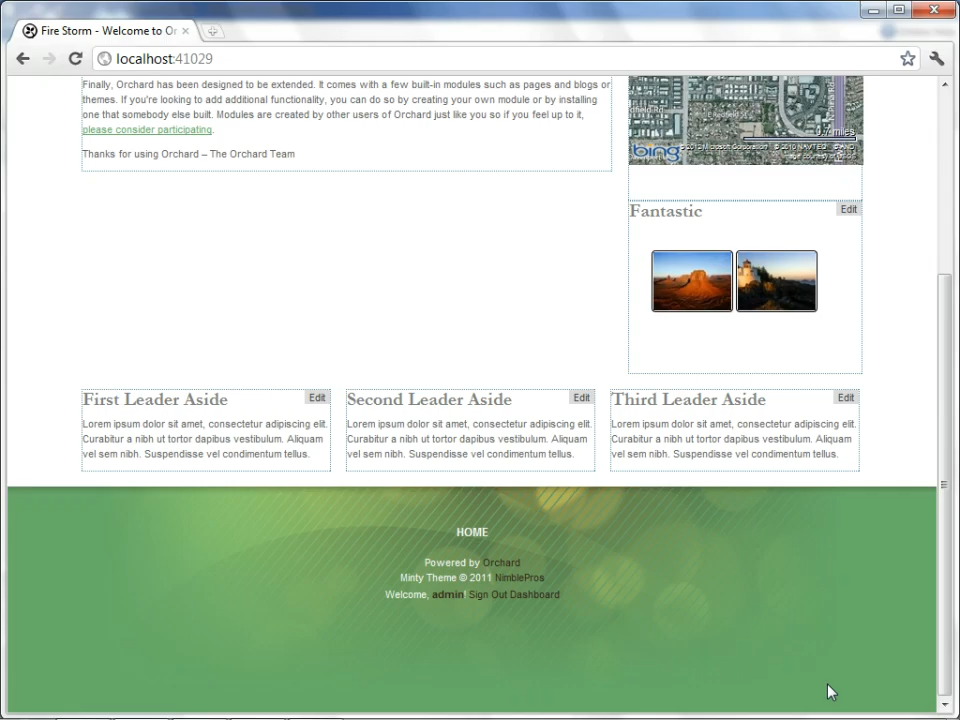 Fire Storm - Welcome to Or
localhost:41029
Finally, Orchard has been designed to be extended. It comes with a few built-in modules such as pages and blogs or
themes. If you're looking to add additional functionality, you can do so by creating your own module or by installing
one that somebody else built. Modules are created by other users of Orchard just like you so if you feel up to it,
please consider participating.
Thanks for using Orchard – The Orchard Team
miles
bing
Fantastic
Edit
First Leader Aside
Edit
Lorem ipsum dolor sit amet, consectetur adipiscing elit.
Curabitur a nibh ut tortor dapibus vestibulum. Aliquam
vel sem nibh. Suspendisse vel condimentum tellus.
Second Leader Aside
Edit
Lorem ipsum dolor sit amet, consectetur adipiscing elit.
Curabitur a nibh ut tortor dapibus vestibulum. Aliquam
vel sem nibh. Suspendisse vel condimentum tellus.
Third Leader Aside
Edit
Lorem ipsum dolor sit amet, consectetur adipiscing elit.
Curabitur a nibh ut tortor dapibus vestibulum. Aliquam
vel sem nibh. Suspendisse vel condimentum tellus.
HOME
Powered by Orchard
Minty Theme © 2011 NimblePros
Welcome, admin! Sign Out Dashboard